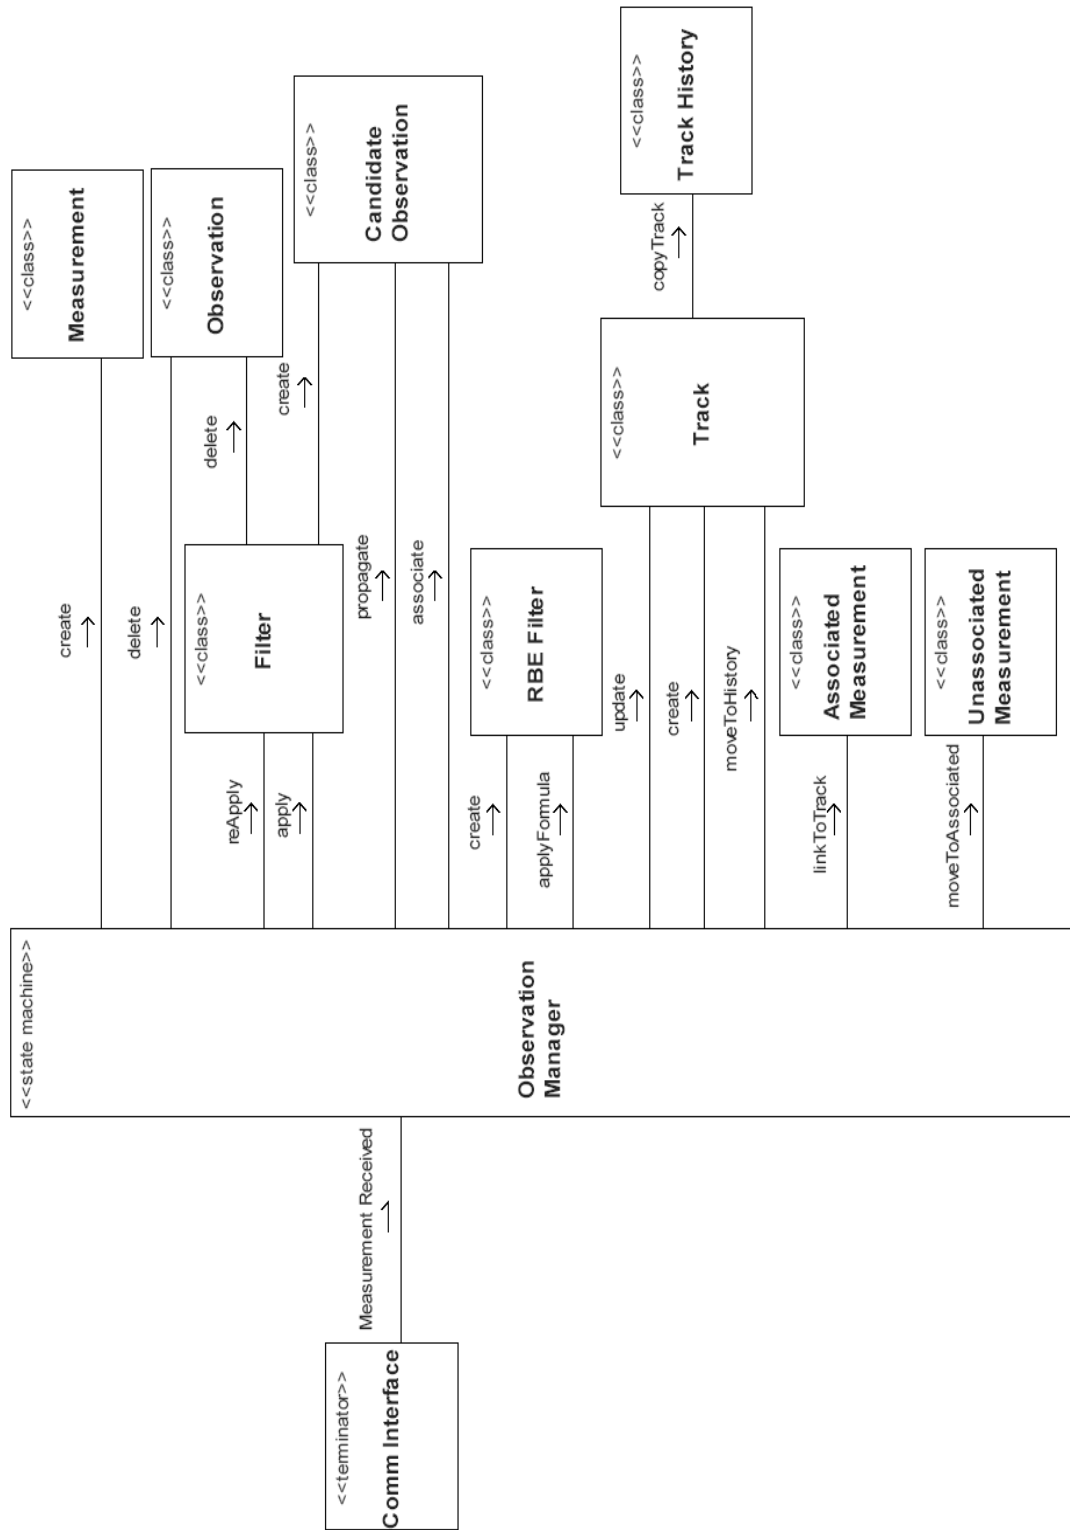 <<terminator>>
Comm Interface
Measurement Received
<<state machine>>
Observation
Manager
create
delete
reApply
apply
propagate
associate
create
applyFormula
update
create
moveToHistory
linkToTrack
moveToAssociated
<<class>>
Filter
delete
create
<<class>>
Measurement
<<class>>
Observation
<<class>>
Candidate
Observation
<<class>>
RBE Filter
<<class>>
Track
copyTrack
<<class>>
Track History
<<class>>
Associated
Measurement
<<class>>
Unassociated
Measurement